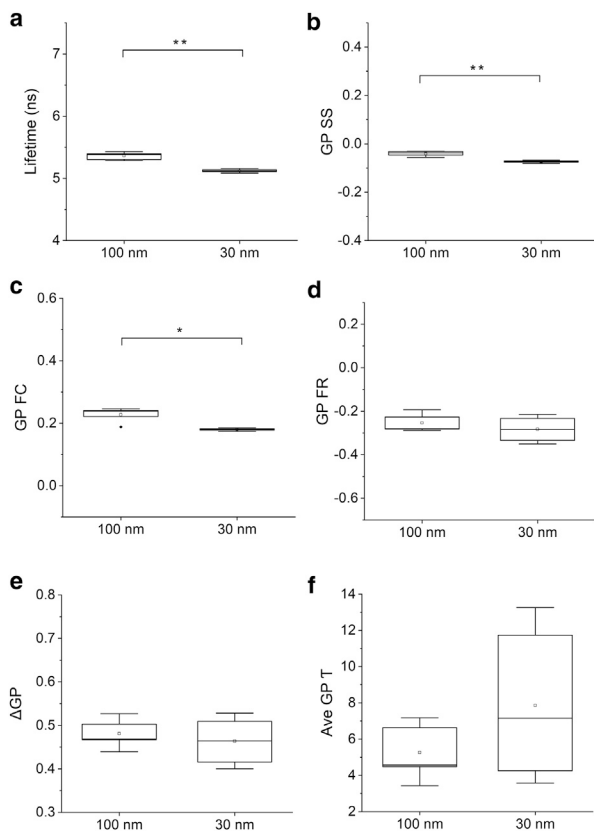 a
Lifetime (ns)
7
6
5
4
**
100 nm
30 nm
b
GP SS
0.4
0.2
0.0
-0.2
-0.4
**
100 nm
30 nm
c
GP FC
0.6
0.4
0.2
0.0
*
100 nm
30 nm
d
GP FR
0.2
0.0
-0.2
-0.4
-0.6
100 nm
30 nm
e
ΔGP
0.8
0.7
0.6
0.5
0.4
0.3
100 nm
30 nm
f
Ave GP T
14
12
10
8
6
4
2
100 nm
30 nm